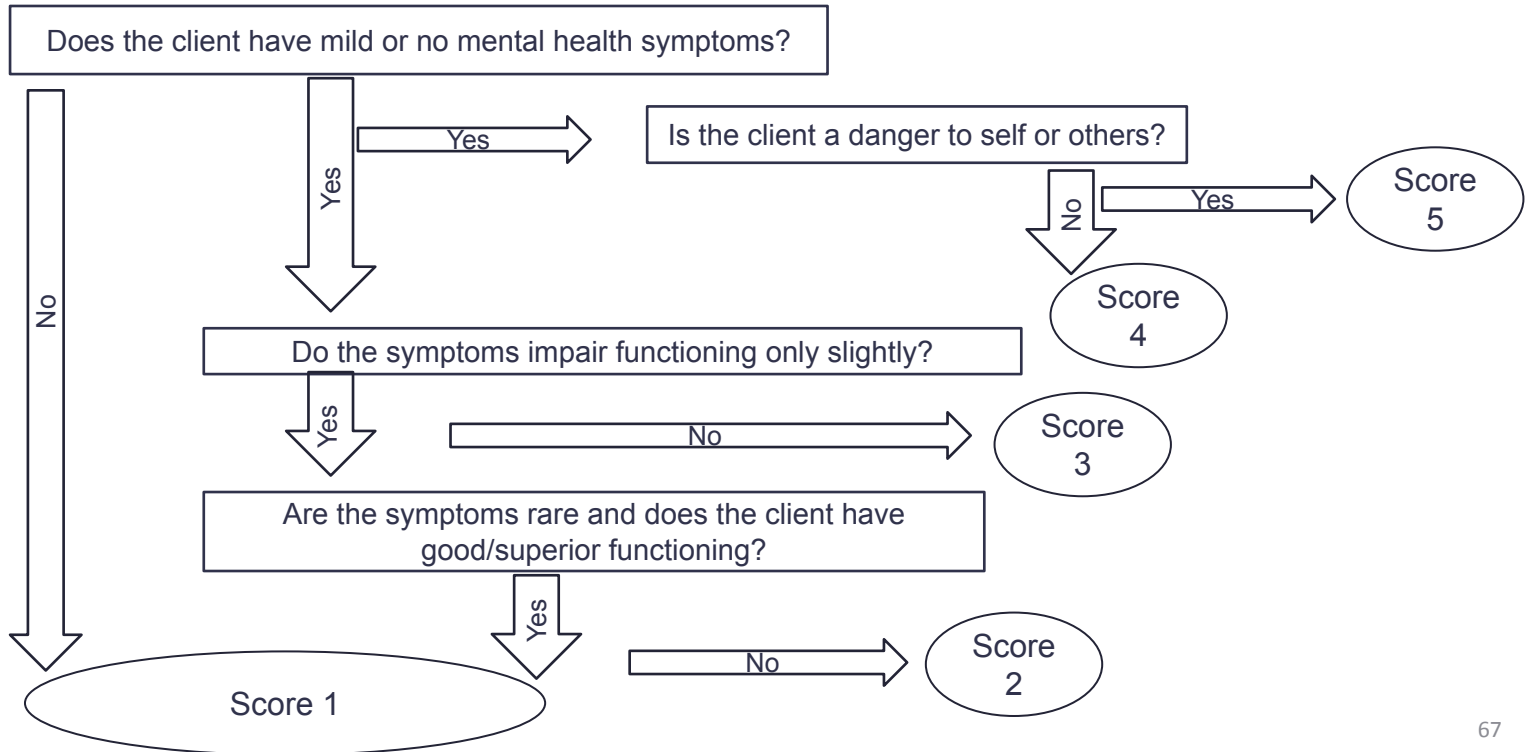 Does the client have mild or no mental health symptoms?
Yes
Is the client a danger to self or others?
Yes
No
Yes
Score
5
Score
4
No
Do the symptoms impair functioning only slightly?
Yes
No
Score
3
Are the symptoms rare and does the client have
good/superior functioning?
Yes
No
Score
2
Score 1
67